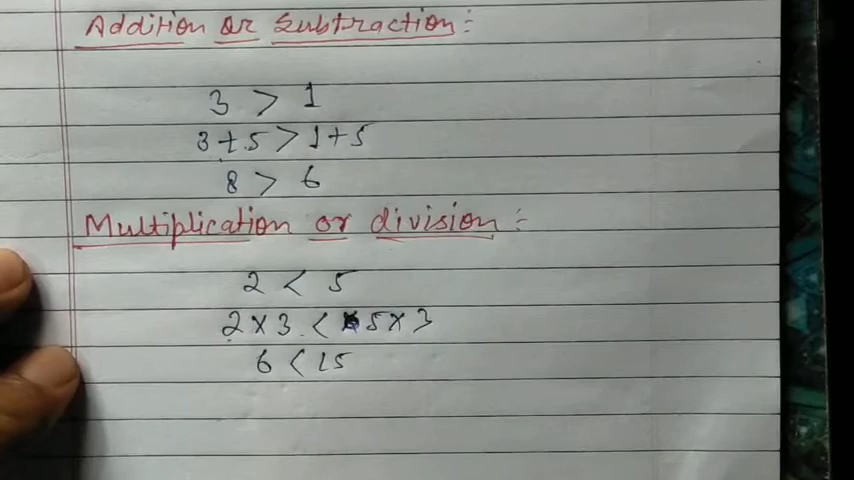 Addition or Subtraction:
3 > 1
3+5 > 1+5
8 > 6
Multiplication or division:
2 < 5
2×3 < 5×3
6 < 15